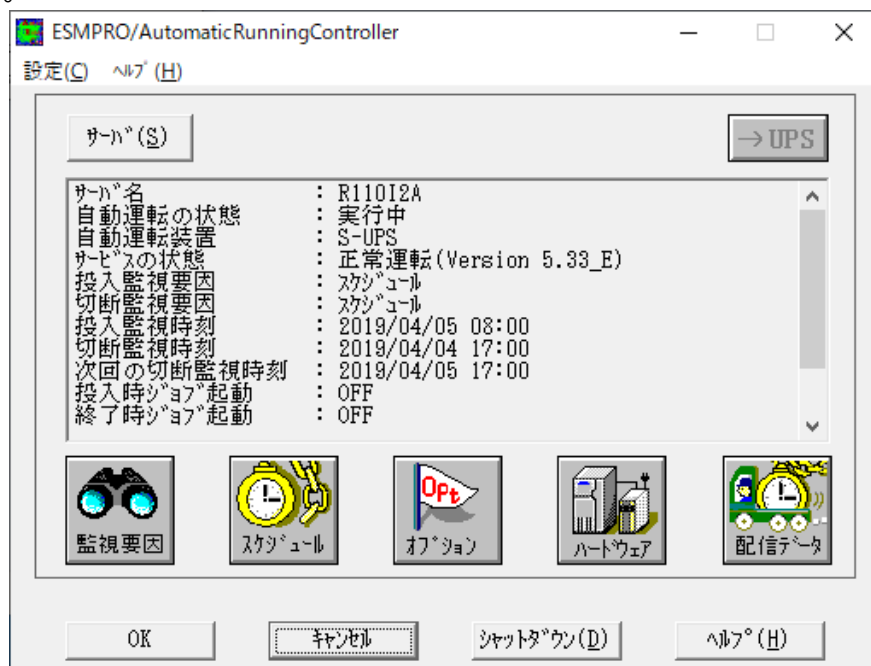 ESMPRO/AutomaticRunningController
設定(C) ﾍﾙﾌﾟ(H)
ｻｰﾊﾞ(S)
→UPS
ｻｰﾊﾞ名 : R110I2A
自動運転の状態 : 実行中
自動運転装置 : S-UPS
ｻｰﾋﾞｽの状態 : 正常運転(Version 5.33_E)
投入監視要因 : ｽｹｼﾞｭｰﾙ
切断監視要因 : ｽｹｼﾞｭｰﾙ
投入監視時刻 : 2019/04/05 08:00
切断監視時刻 : 2019/04/04 17:00
次回の切断監視時刻 : 2019/04/05 17:00
投入時ｼﾞｮﾌﾞ起動 : OFF
終了時ｼﾞｮﾌﾞ起動 : OFF
監視要因
ｽｹｼﾞｭｰﾙ
OPt
ｵﾌﾟｼｮﾝ
ﾊｰﾄﾞｳｪｱ
配信ﾃﾞｰﾀ
OK
ｷｬﾝｾﾙ
ｼｬｯﾄﾀﾞｳﾝ(D)
ﾍﾙﾌﾟ(H)